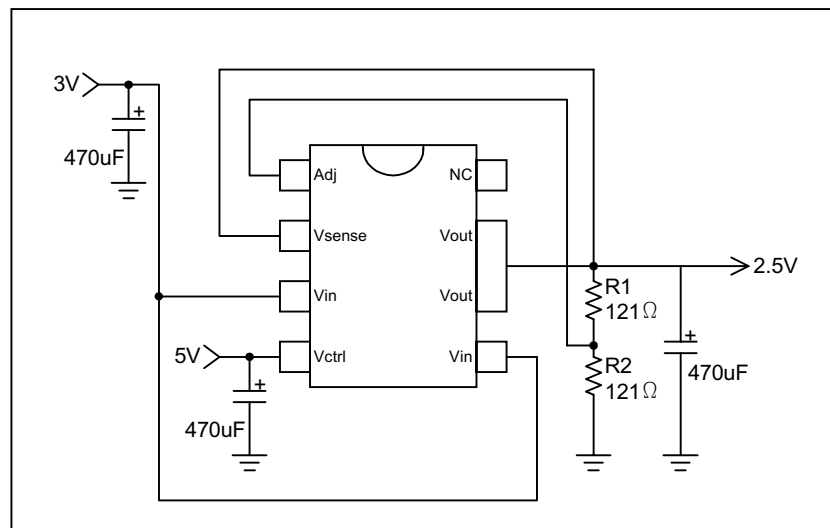 3V
+
470uF
Adj
NC
Vsense
Vout
2.5V
Vin
Vout
R1
121Ω
5V
Vctrl
Vin
+
R2
121Ω
+
470uF
470uF